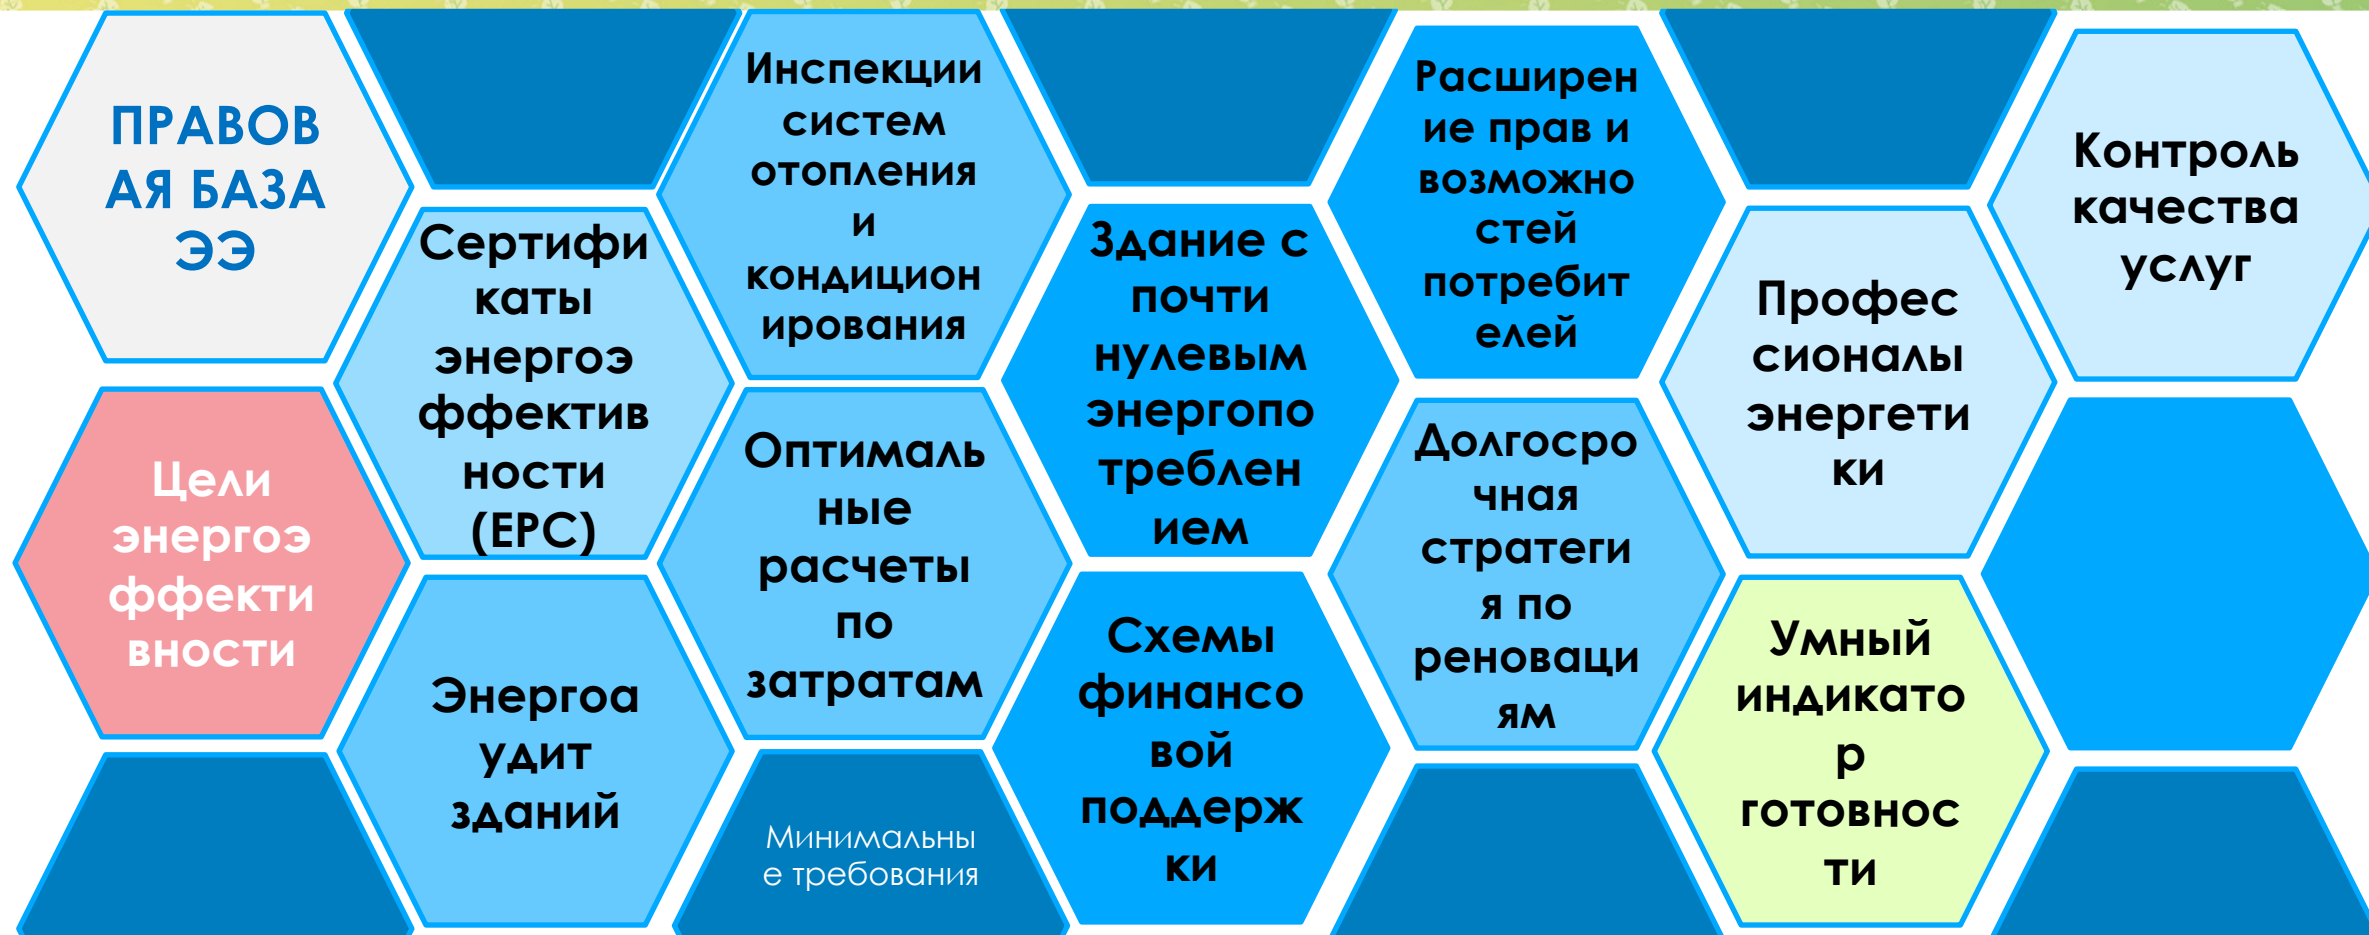 ПРАВОВ
АЯ БАЗА
ЭЭ
Цели
энергоэ
ффекти
вности
Сертифи
каты
энергоэ
ффектив
ности
(EPC)
Энергоа
удит
зданий
Инспекции
систем
отопления
и
кондицион
ирования
Оптималь
ные
расчеты
по
затратам
Минимальны
е требования
Здание с
почти
нулевым
энергопо
треблен
ием
Схемы
финансо
вой
поддерж
ки
Расширен
ие прав и
возможно
стей
потребит
елей
Долгосро
чная
стратеги
я по
реноваци
ям
Профес
сионалы
энергети
ки
Умный
индикато
р
готовнос
ти
Контроль
качества
услуг